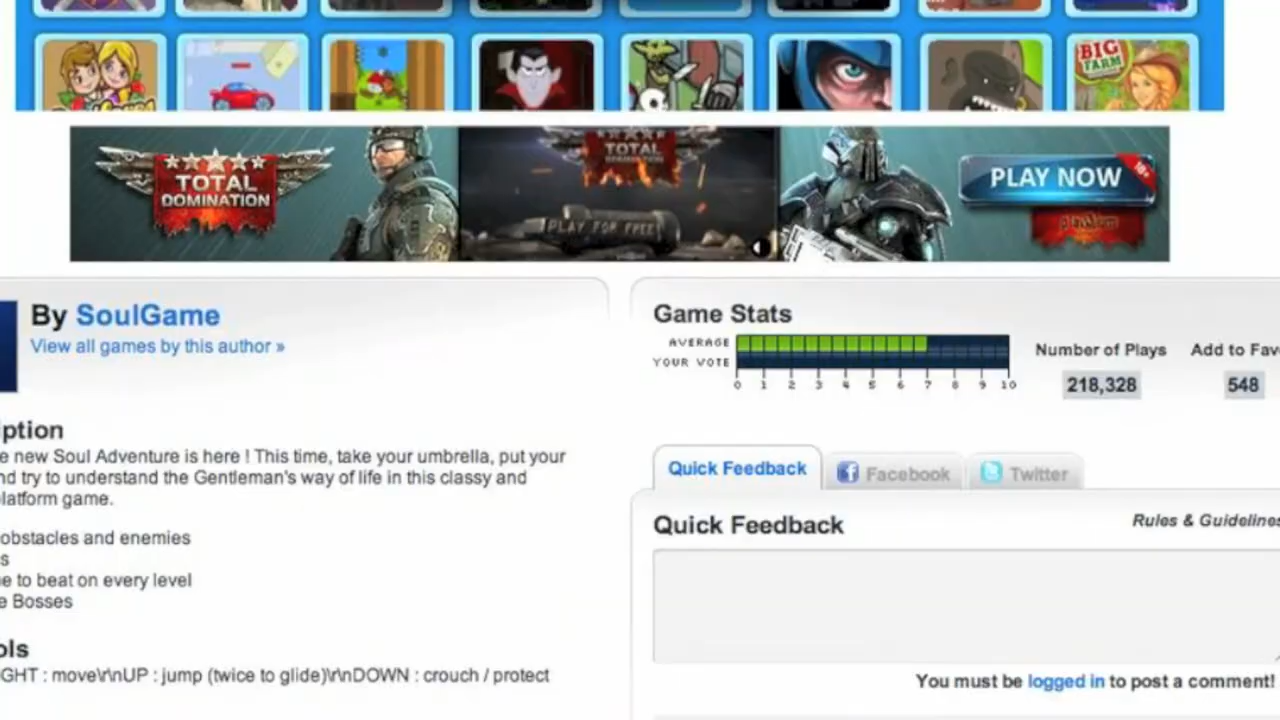 BIG
FARM
TOTAL
DOMINATION
TOTAL
DOMINATION
PLAY FOR FREE
PLAY NOW
By SoulGame
View all games by this author »
Game Stats
AVERAGE
YOUR VOTE
0 1 2 3 4 5 6 7 8 9 10
Number of Plays
218,328
Add to Favo
548
iption
e new Soul Adventure is here ! This time, take your umbrella, put your
nd try to understand the Gentleman's way of life in this classy and
latform game.
obstacles and enemies
s
e to beat on every level
e Bosses
ols
GHT : move\r\nUP : jump (twice to glide)\r\nDOWN : crouch / protect
Quick Feedback
Facebook
Twitter
Quick Feedback
Rules & Guidelines
You must be logged in to post a comment!